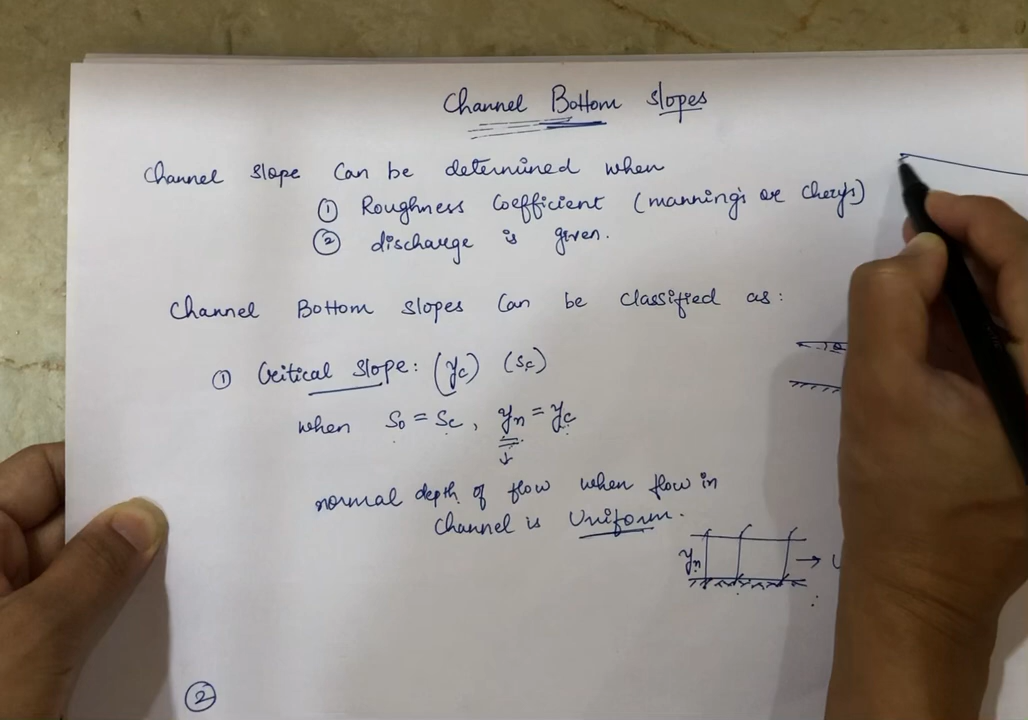 Channel Bottom Slopes
Channel slope can be determined when
① Roughness Coefficient (manning's or Chezy's)
② discharge is given.
Channel Bottom slopes can be classified as:
① Critical slope: (yc) (Sc)
when So = Sc, yn = yc
normal depth of flow when flow in
channel is Uniform.
yn
②